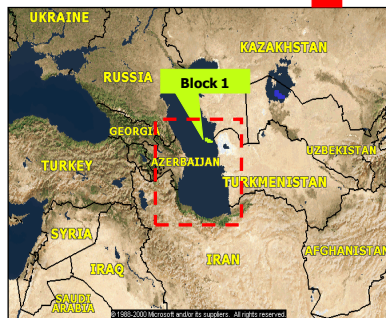 UKRAINE
KAZAKHSTAN
RUSSIA
Block 1
GEORGIA
UZBEKISTAN
AZERBAIJAN
TURKEY
TURKMENISTAN
SYRIA
AFGHANISTAN
IRAQ
IRAN
SAUDI
ARABIA
©1988-2000 Microsoft and/or its suppliers. All rights reserved.